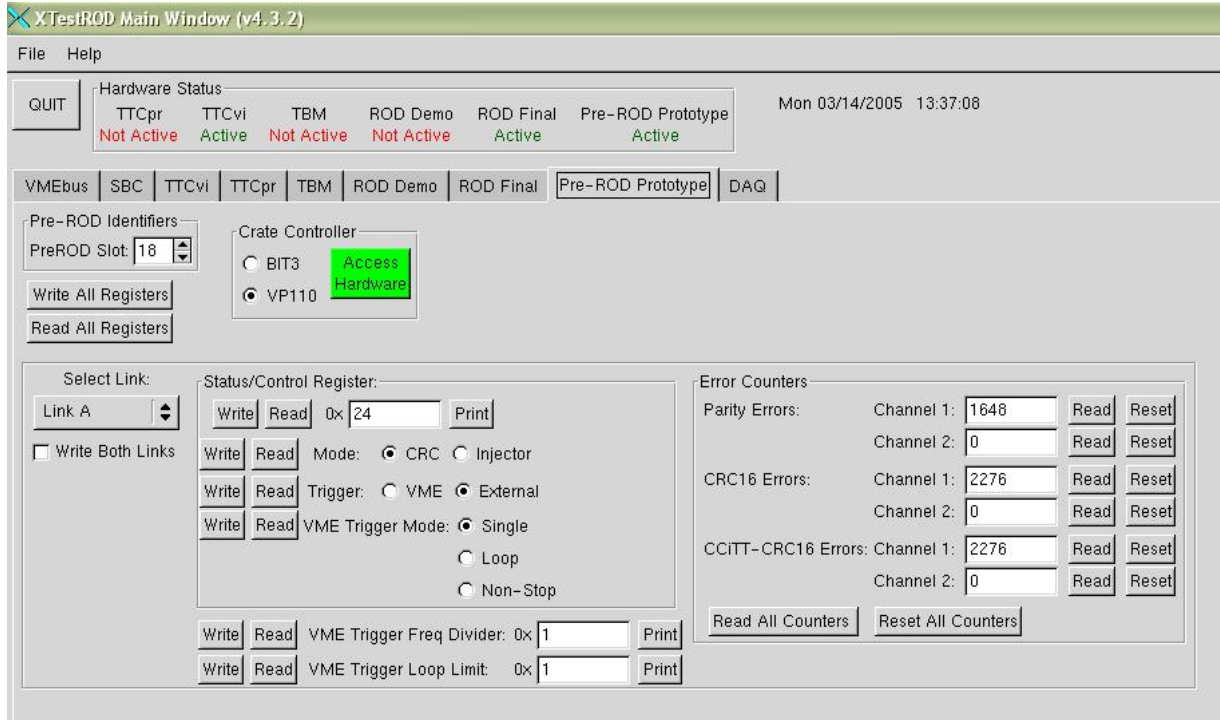 XTestROD Main Window (v4.3.2)
File Help
QUIT
Hardware Status
TTCpr TTCvi TBM ROD Demo ROD Final Pre-ROD Prototype
Not Active Active Not Active Not Active Active Active
Mon 03/14/2005 13:37:08
VMEbus SBC TTCvi TTCpr TBM ROD Demo ROD Final Pre-ROD Prototype DAQ
Pre-ROD Identifiers
PreROD Slot: 18
Write All Registers
Read All Registers
Crate Controller
BIT3
VP110
Access
Hardware
Select Link:
Link A
Write Both Links
Status/Control Register:
Write Read 0x 24 Print
Write Read Mode: CRC Injector
Write Read Trigger: VME External
Write Read VME Trigger Mode: Single
Loop
Non-Stop
Write Read VME Trigger Freq Divider: 0x 1 Print
Write Read VME Trigger Loop Limit: 0x 1 Print
Error Counters
Parity Errors: Channel 1: 1648 Read Reset
Channel 2: 0 Read Reset
CRC16 Errors: Channel 1: 2276 Read Reset
Channel 2: 0 Read Reset
CCiTT-CRC16 Errors: Channel 1: 2276 Read Reset
Channel 2: 0 Read Reset
Read All Counters Reset All Counters